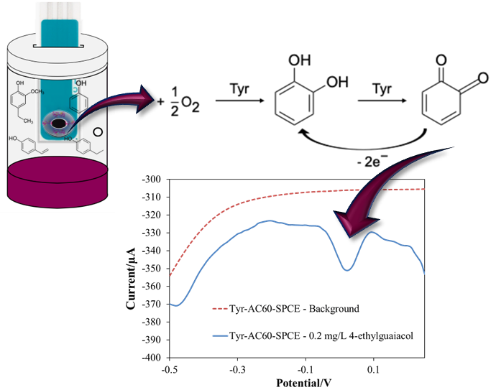 OH
OCH₃
CH₃
HO
HO
+ 1/2 O₂
Tyr
OH
OH
Tyr
O
O
- 2e⁻
-300
-310
-320
-330
-340
-350
-360
-370
-380
-390
-400
Current/µA
Tyr-AC60-SPCE - Background
Tyr-AC60-SPCE - 0.2 mg/L 4-ethylguaiacol
-0.5
-0.3
-0.1
0.1
Potential/V